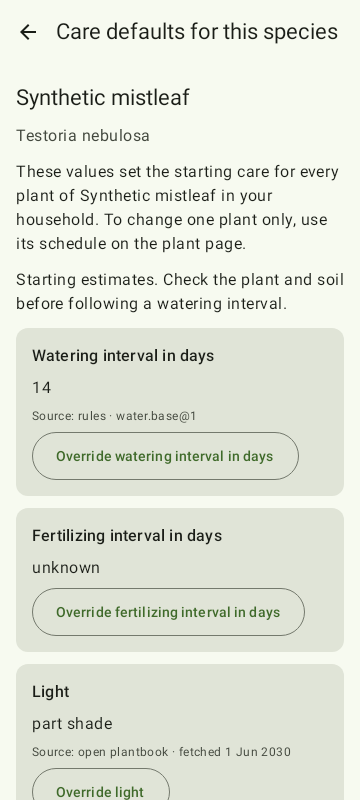 Care defaults for this species
Synthetic mistleaf
Testoria nebulosa
These values set the starting care for every
plant of Synthetic mistleaf in your
household. To change one plant only, use
its schedule on the plant page.
Starting estimates. Check the plant and soil
before following a watering interval.
Watering interval in days
14
Source: rules · water.base@1
Override watering interval in days
Fertilizing interval in days
unknown
Override fertilizing interval in days
Light
part shade
Source: open plantbook · fetched 1 Jun 2030
Override light